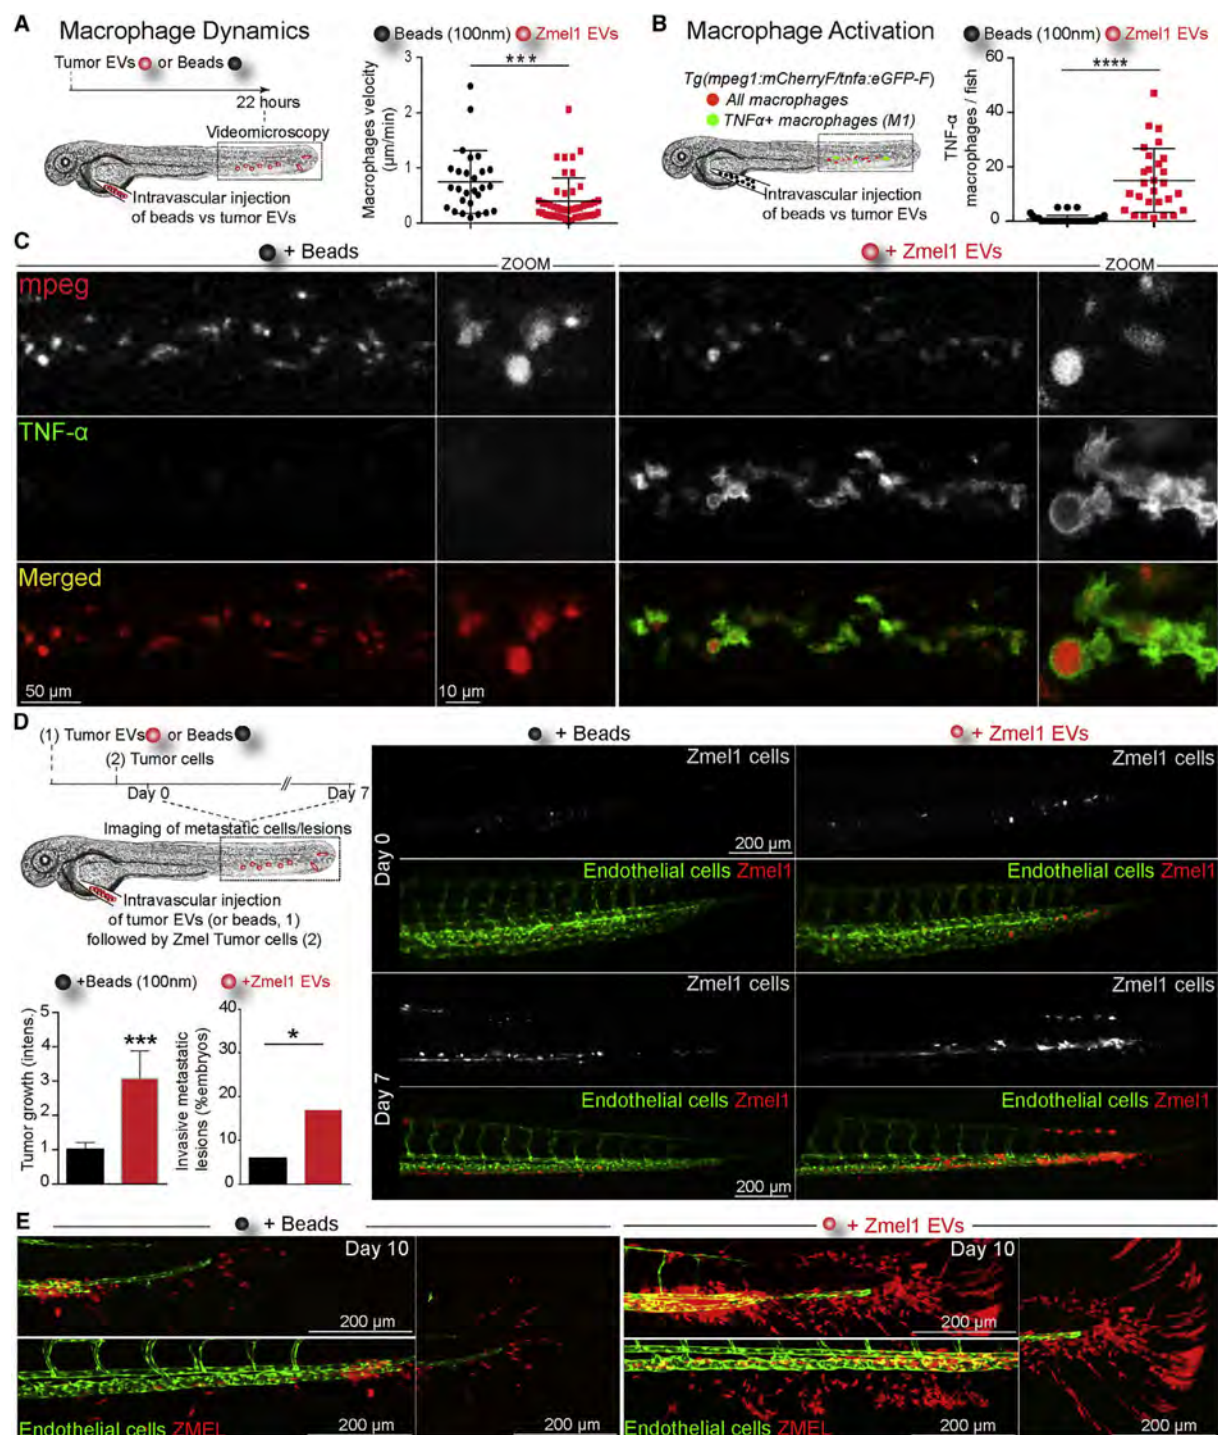 A Macrophage Dynamics
Tumor EVs or Beads
22 hours
Videomicroscopy
Intravascular injection
of beads vs tumor EVs
Beads (100nm) Zmel1 EVs
***
Macrophages velocity
(µm/min)
3
2
1
0
B Macrophage Activation
Tg(mpeg1:mCherryF/tnfa:eGFP-F)
All macrophages
TNFα+ macrophages (M1)
Intravascular injection
of beads vs tumor EVs
Beads (100nm) Zmel1 EVs
****
TNF-α
macrophages / fish
60
40
20
0
C + Beads + Zmel1 EVs
ZOOM ZOOM
mpeg
TNF-α
Merged
50 µm 10 µm
D
(1) Tumor EVs or Beads
(2) Tumor cells
Day 0 Day 7
Imaging of metastatic cells/lesions
Intravascular injection
of tumor EVs (or beads, 1)
followed by Zmel Tumor cells (2)
+Beads (100nm) +Zmel1 EVs
Tumor growth (intens.)
5
4
3
2
1
0
***
Invasive metastatic
lesions (%embryos)
40
30
20
10
0
*
+ Beads + Zmel1 EVs
Day 0
Zmel1 cells Zmel1 cells
200 µm 200 µm
Endothelial cells Zmel1 Endothelial cells Zmel1
Day 7
Zmel1 cells Zmel1 cells
Endothelial cells Zmel1 Endothelial cells Zmel1
200 µm 200 µm
E + Beads + Zmel1 EVs
Day 10 Day 10
200 µm 200 µm
Endothelial cells ZMEL 200 µm 200 µm Endothelial cells ZMEL 200 µm 200 µm